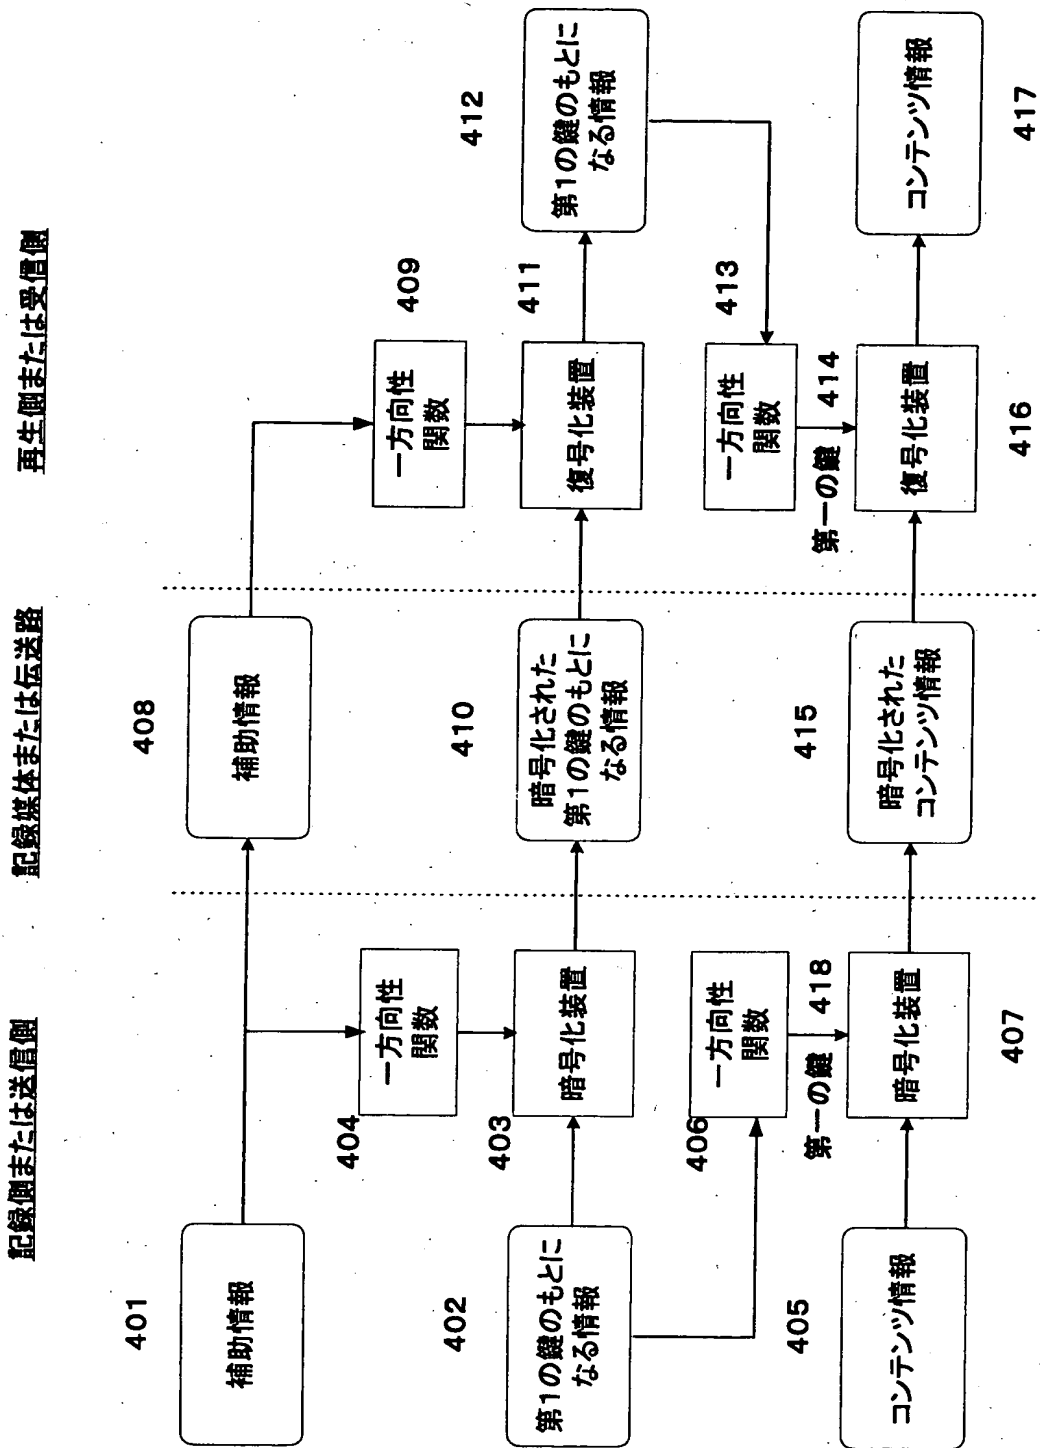 記録側または送信側
記録媒体または伝送路
再生側または受信側
401
補助情報
408
補助情報
404
一方向性
関数
409
一方向性
関数
402
第1の鍵のもとに
なる情報
403
暗号化装置
410
暗号化された
第1の鍵のもとに
なる情報
411
復号化装置
412
第1の鍵のもとに
なる情報
406
一方向性
関数
第一の鍵
418
413
一方向性
関数
第一の鍵
414
405
コンテンツ情報
暗号化装置
407
415
暗号化された
コンテンツ情報
復号化装置
416
コンテンツ情報
417